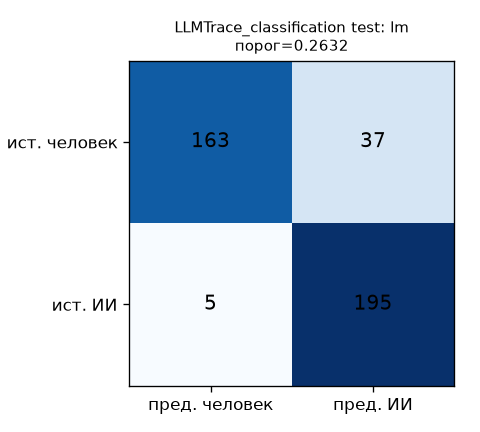 LLMTrace_classification test: lm
порог=0.2632
ист. человек
163
37
ист. ИИ
5
195
пред. человек
пред. ИИ